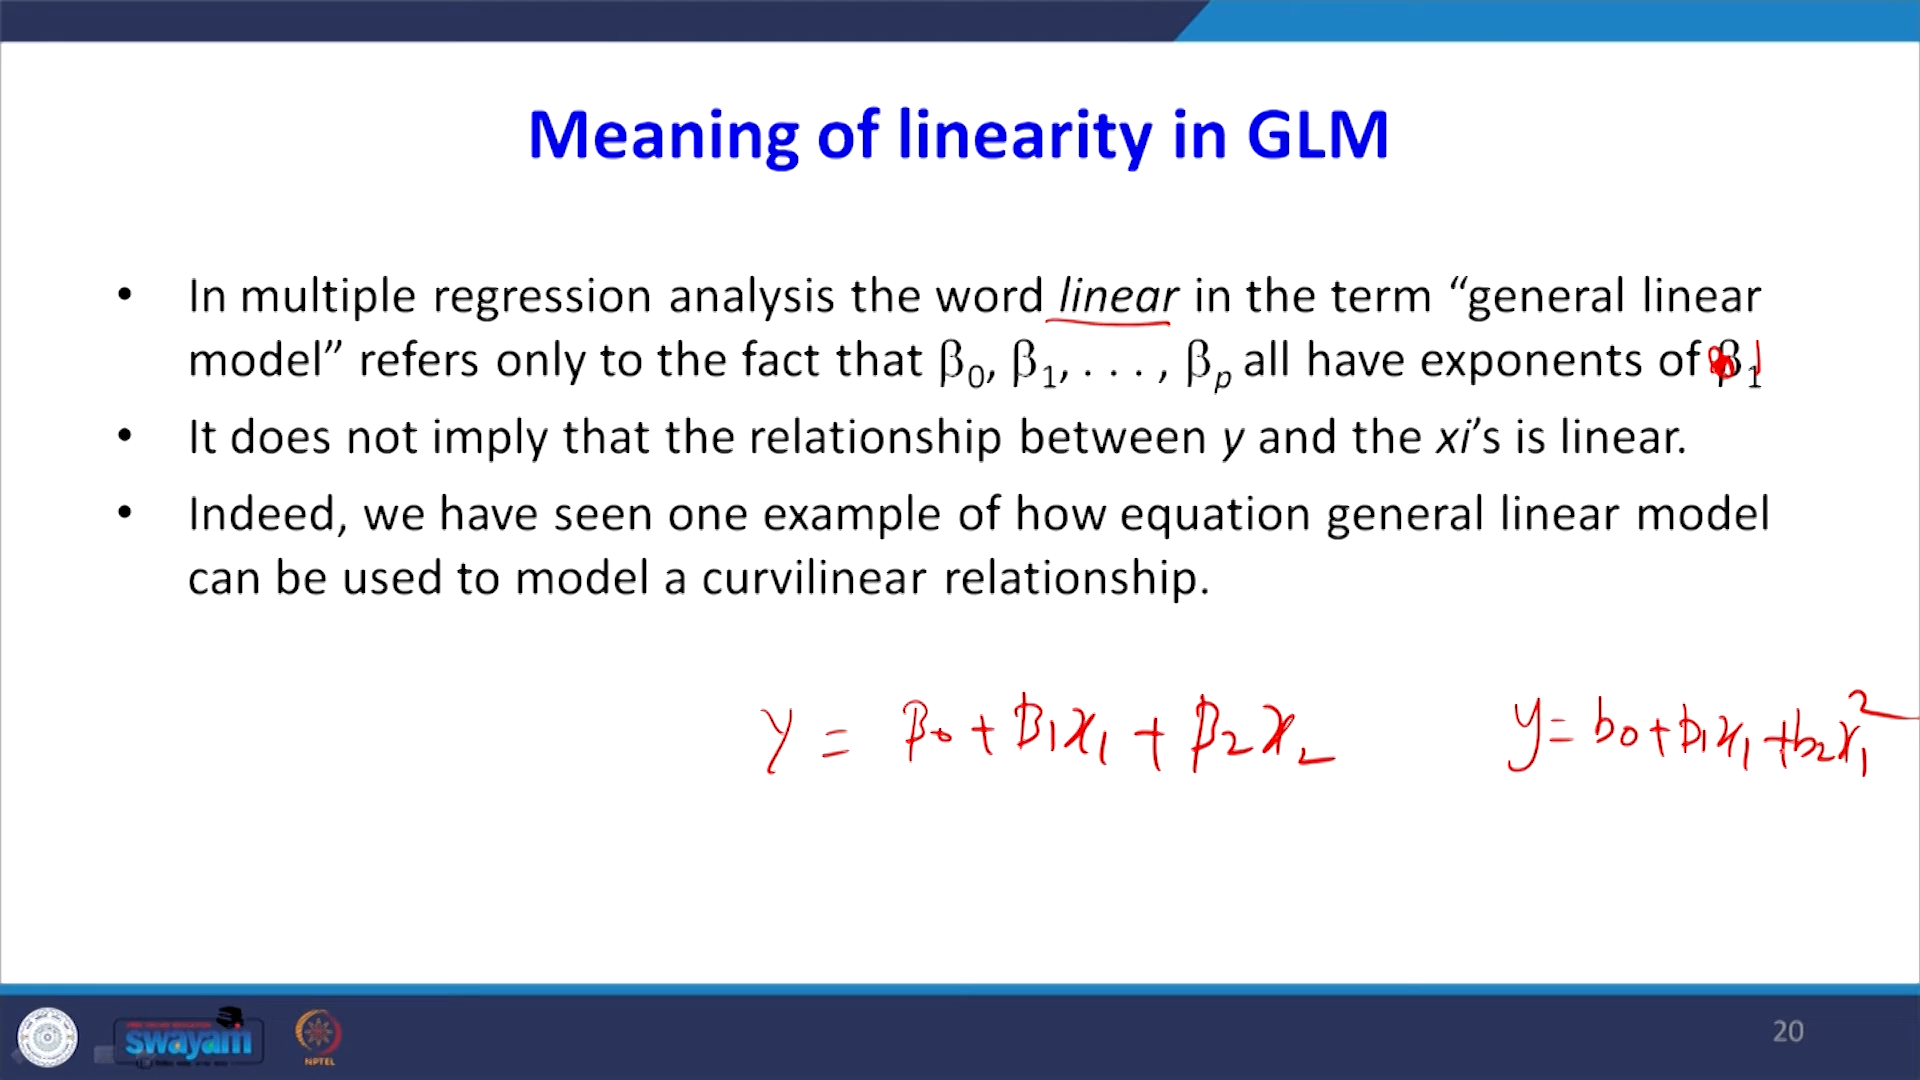 Meaning of linearity in GLM
• In multiple regression analysis the word linear in the term “general linear
model” refers only to the fact that β₀, β₁, . . . , βₚ all have exponents of β₁ 1
• It does not imply that the relationship between y and the xi’s is linear.
• Indeed, we have seen one example of how equation general linear model
can be used to model a curvilinear relationship.
y = β₀ + β₁x₁ + β₂x₂
y = b₀ + b₁x₁ + b₂x₁²
swayam
NPTEL
20